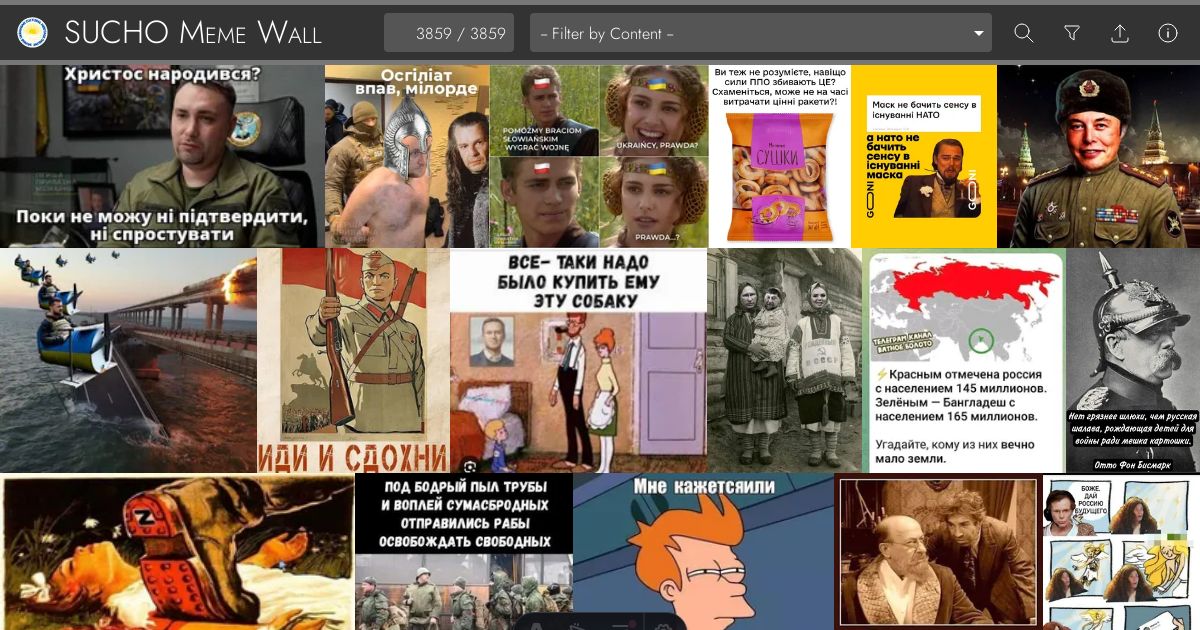 SUCHO Meme Wall
3859 / 3859
– Filter by Content –
Христос народився?
Поки не можу ні підтвердити,
ні спростувати
Осгіліат
впав, мілорде
POMOŻMY BRACIOM
SŁOWIAŃSKIM
WYGRAĆ WOJNĘ
UKRAIŃCY, PRAWDA?
PRAWDA...?
Ви теж не розумієте, навіщо
сили ППО збивають ЦЕ?
Схаменіться, може не на часі
витрачати цінні ракети?!
СУШКИ
Маск не бачить сенсу в
існуванні НАТО
а нато не
бачить
сенсу в
існуванні
маска
ИДИ И СДОХНИ
ВСЕ- ТАКИ НАДО
БЫЛО КУПИТЬ ЕМУ
ЭТУ СОБАКУ
СССР
ТЕЛЕГРАМ КАНАЛ
ВАТНОЕ БОЛОТО
⚡Красным отмечена россия
с населением 145 миллионов.
Зелёным — Бангладеш с
населением 165 миллионов.
Угадайте, кому из них вечно
мало земли.
Нет грязнее шлюхи, чем русская
шалава, рождающая детей для
войны ради мешка картошки.
Отто Фон Бисмарк
Z
ПОД БОДРЫЙ ПЫЛ ТРУБЫ
И ВОПЛЕЙ СУМАСБРОДНЫХ
ОТПРАВИЛИСЬ РАБЫ
ОСВОБОЖДАТЬ СВОБОДНЫХ
Мне кажетсяили
БОЖЕ,
ДАЙ
РОССИЮ
БУДУЩЕГО